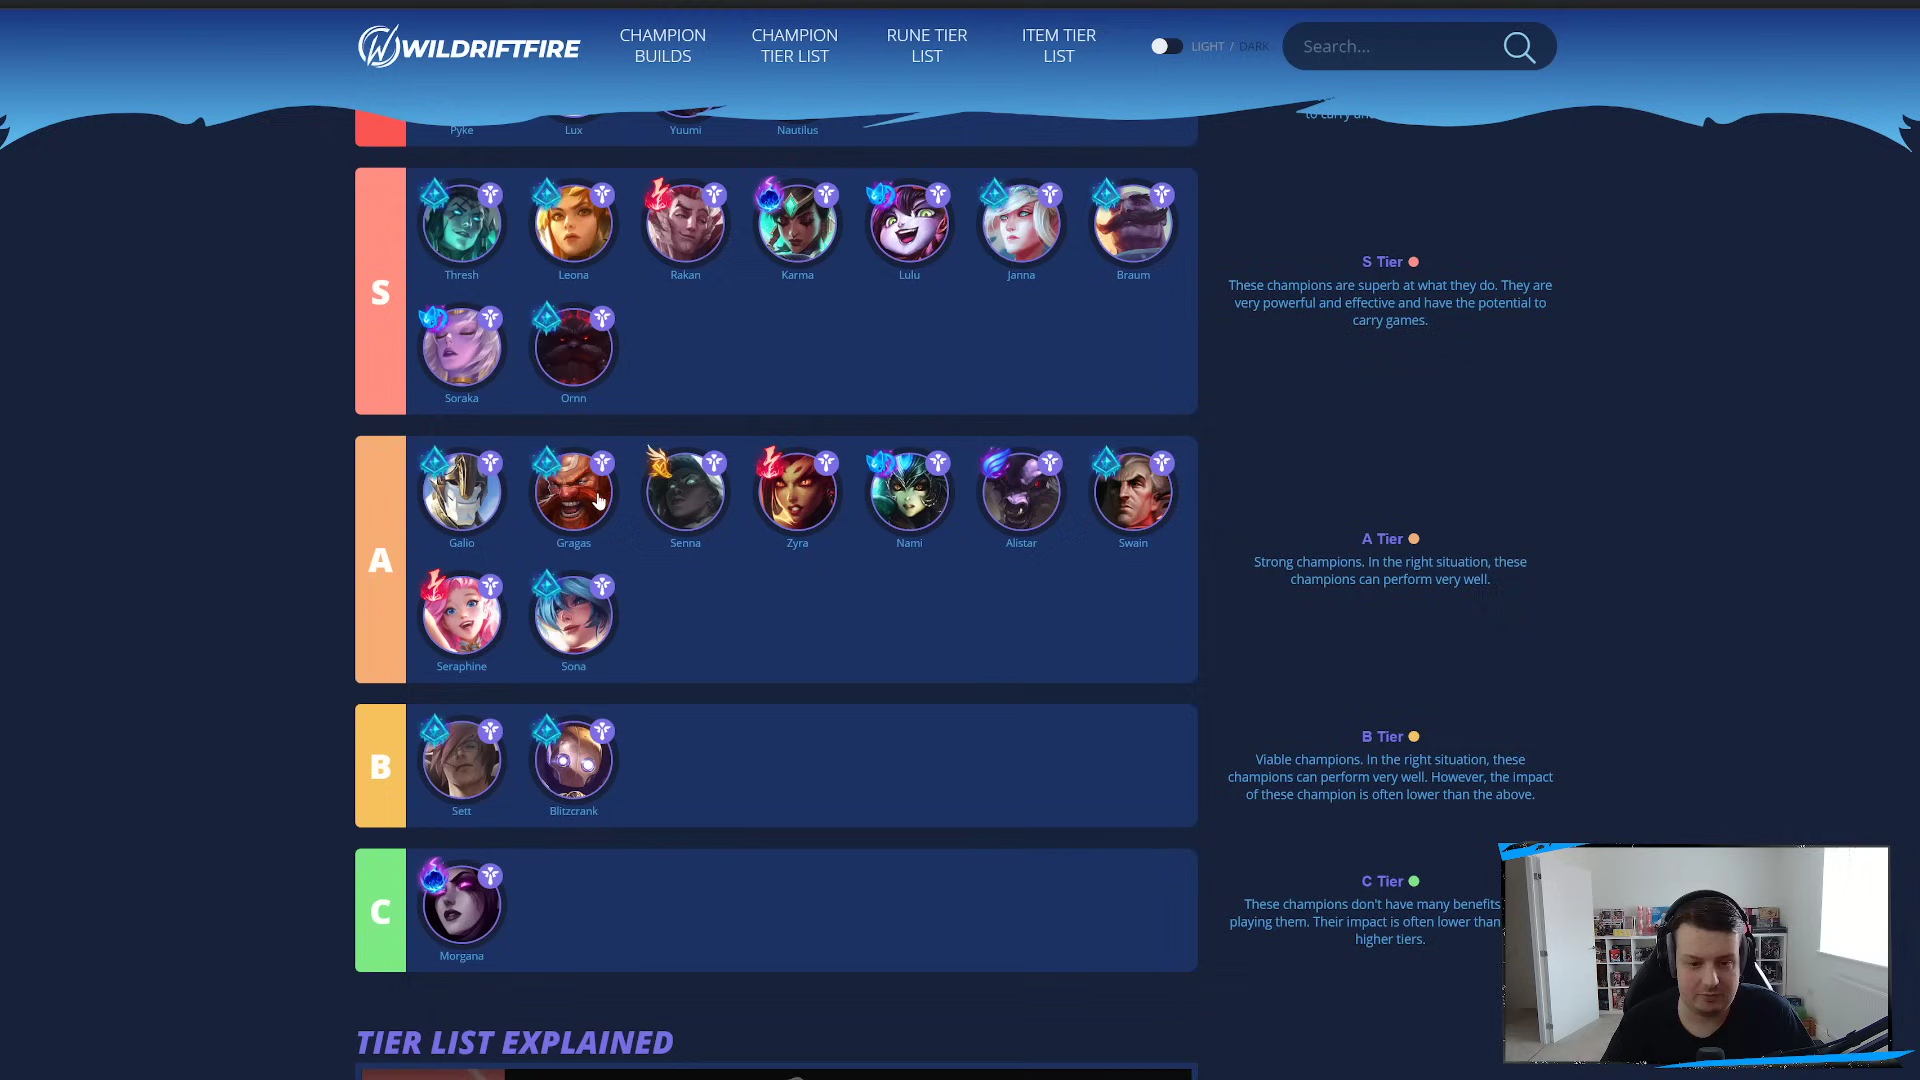 WILDRIFTFIRE
CHAMPION
BUILDS
CHAMPION
TIER LIST
RUNE TIER
LIST
ITEM TIER
LIST
LIGHT / DARK
Search...
Pyke
Lux
Yuumi
Nautilus
S
Thresh
Leona
Rakan
Karma
Lulu
Janna
Braum
Soraka
Ornn
S Tier
These champions are superb at what they do. They are
very powerful and effective and have the potential to
carry games.
A
Galio
Gragas
Senna
Zyra
Nami
Alistar
Swain
Seraphine
Sona
A Tier
Strong champions. In the right situation, these
champions can perform very well.
B
Sett
Blitzcrank
B Tier
Viable champions. In the right situation, these
champions can perform very well. However, the impact
of these champion is often lower than the above.
C
Morgana
C Tier
These champions don't have many benefits
playing them. Their impact is often lower than
higher tiers.
TIER LIST EXPLAINED